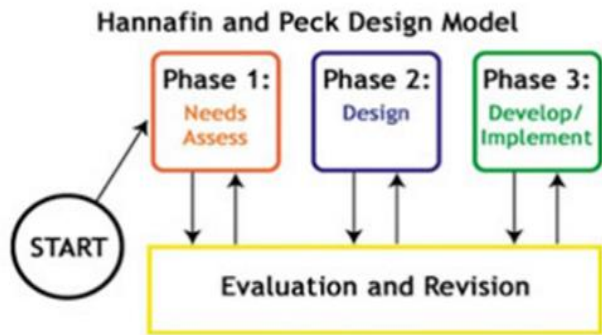 Hannafin and Peck Design Model
Phase 1:
Needs
Assess
Phase 2:
Design
Phase 3:
Develop/
Implement
START
Evaluation and Revision